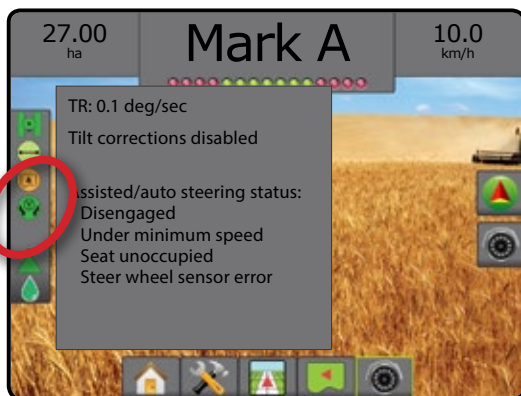 27.00
ha
Mark A
10.0
km/h
TR: 0.1 deg/sec
Tilt corrections disabled
Assisted/auto steering status:
Disengaged
Under minimum speed
Seat unoccupied
Steer wheel sensor error